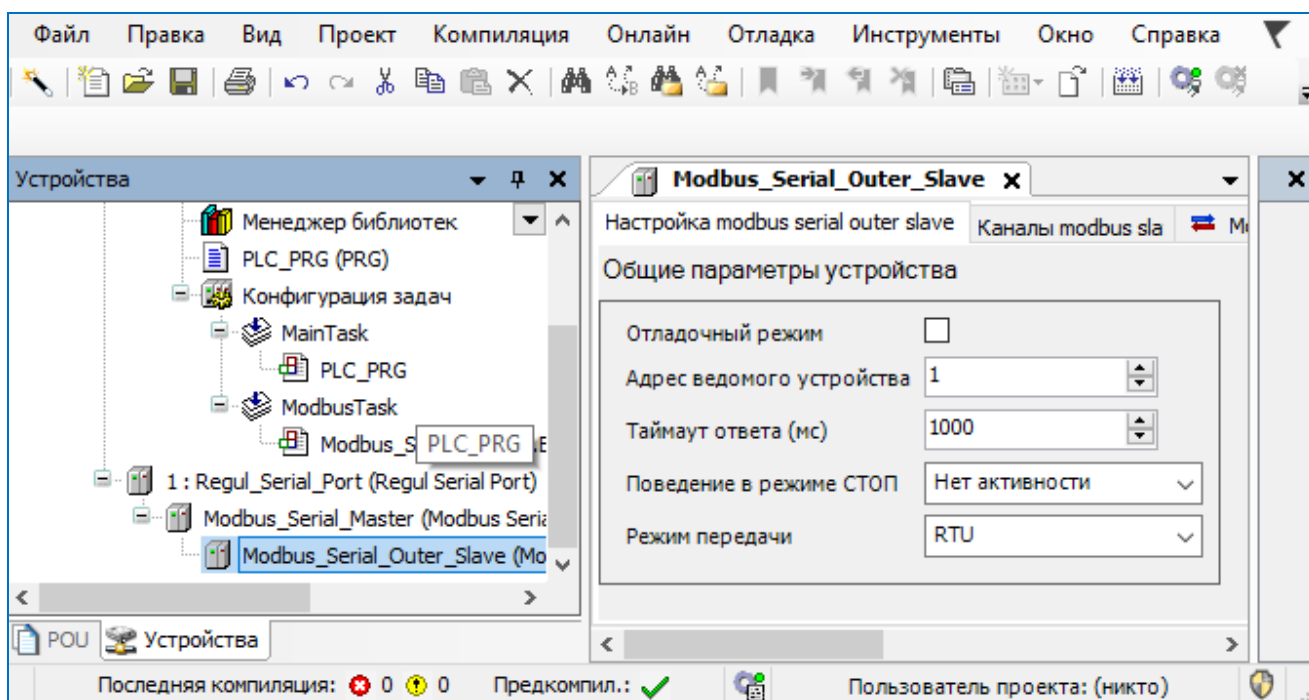 Файл Правка Вид Проект Компиляция Онлайн Отладка Инструменты Окно Справка
Устройства
Менеджер библиотек
PLC_PRG (PRG)
Конфигурация задач
MainTask
PLC_PRG
ModbusTask
Modbus_S
PLC_PRG
1 : Regul_Serial_Port (Regul Serial Port)
Modbus_Serial_Master (Modbus Seria
Modbus_Serial_Outer_Slave (Mo
POU Устройства
Modbus_Serial_Outer_Slave
Настройка modbus serial outer slave Каналы modbus sla
Общие параметры устройства
Отладочный режим
Адрес ведомого устройства 1
Таймаут ответа (мс) 1000
Поведение в режиме СТОП Нет активности
Режим передачи RTU
Последняя компиляция: 0 0 Предкомпил.: Пользователь проекта: (никто)